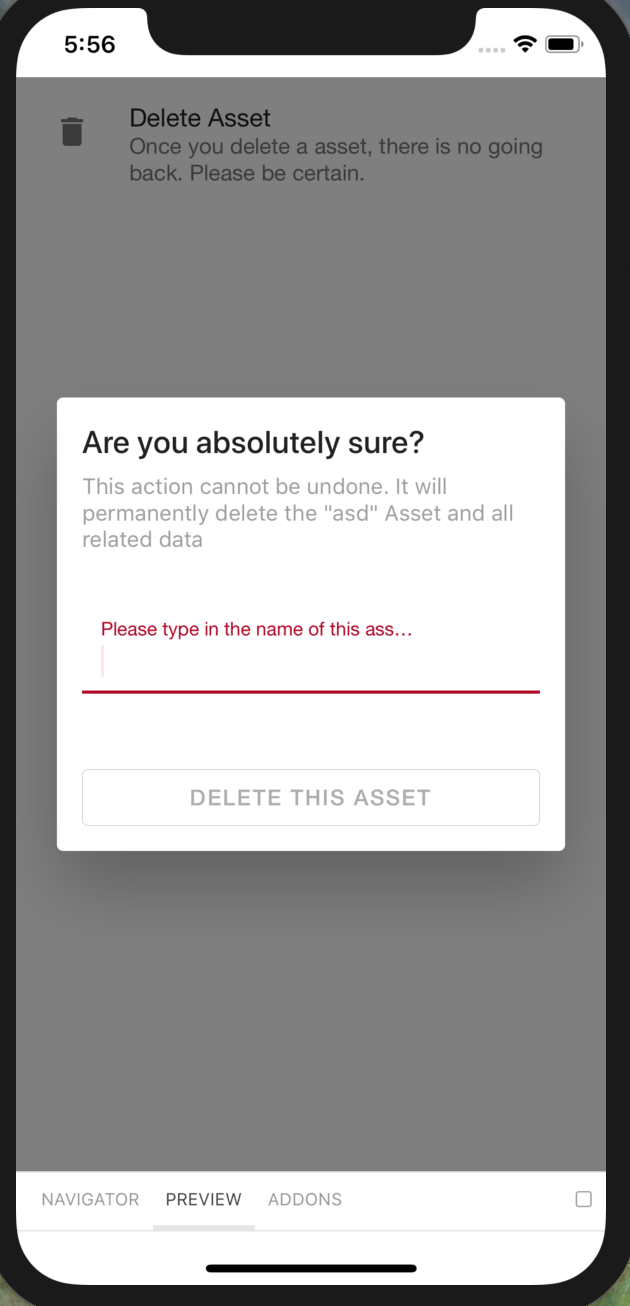 5:56
Delete Asset
Once you delete a asset, there is no going
back. Please be certain.
Are you absolutely sure?
This action cannot be undone. It will
permanently delete the "asd" Asset and all
related data
Please type in the name of this ass…
DELETE THIS ASSET
NAVIGATOR PREVIEW ADDONS